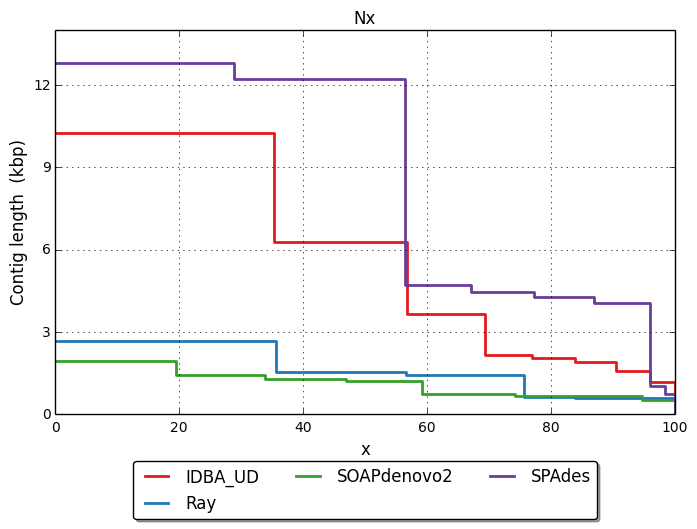 Nx
Contig length (kbp)
12
9
6
3
0
0 20 40 60 80 100
x
IDBA_UD SOAPdenovo2 SPAdes
Ray